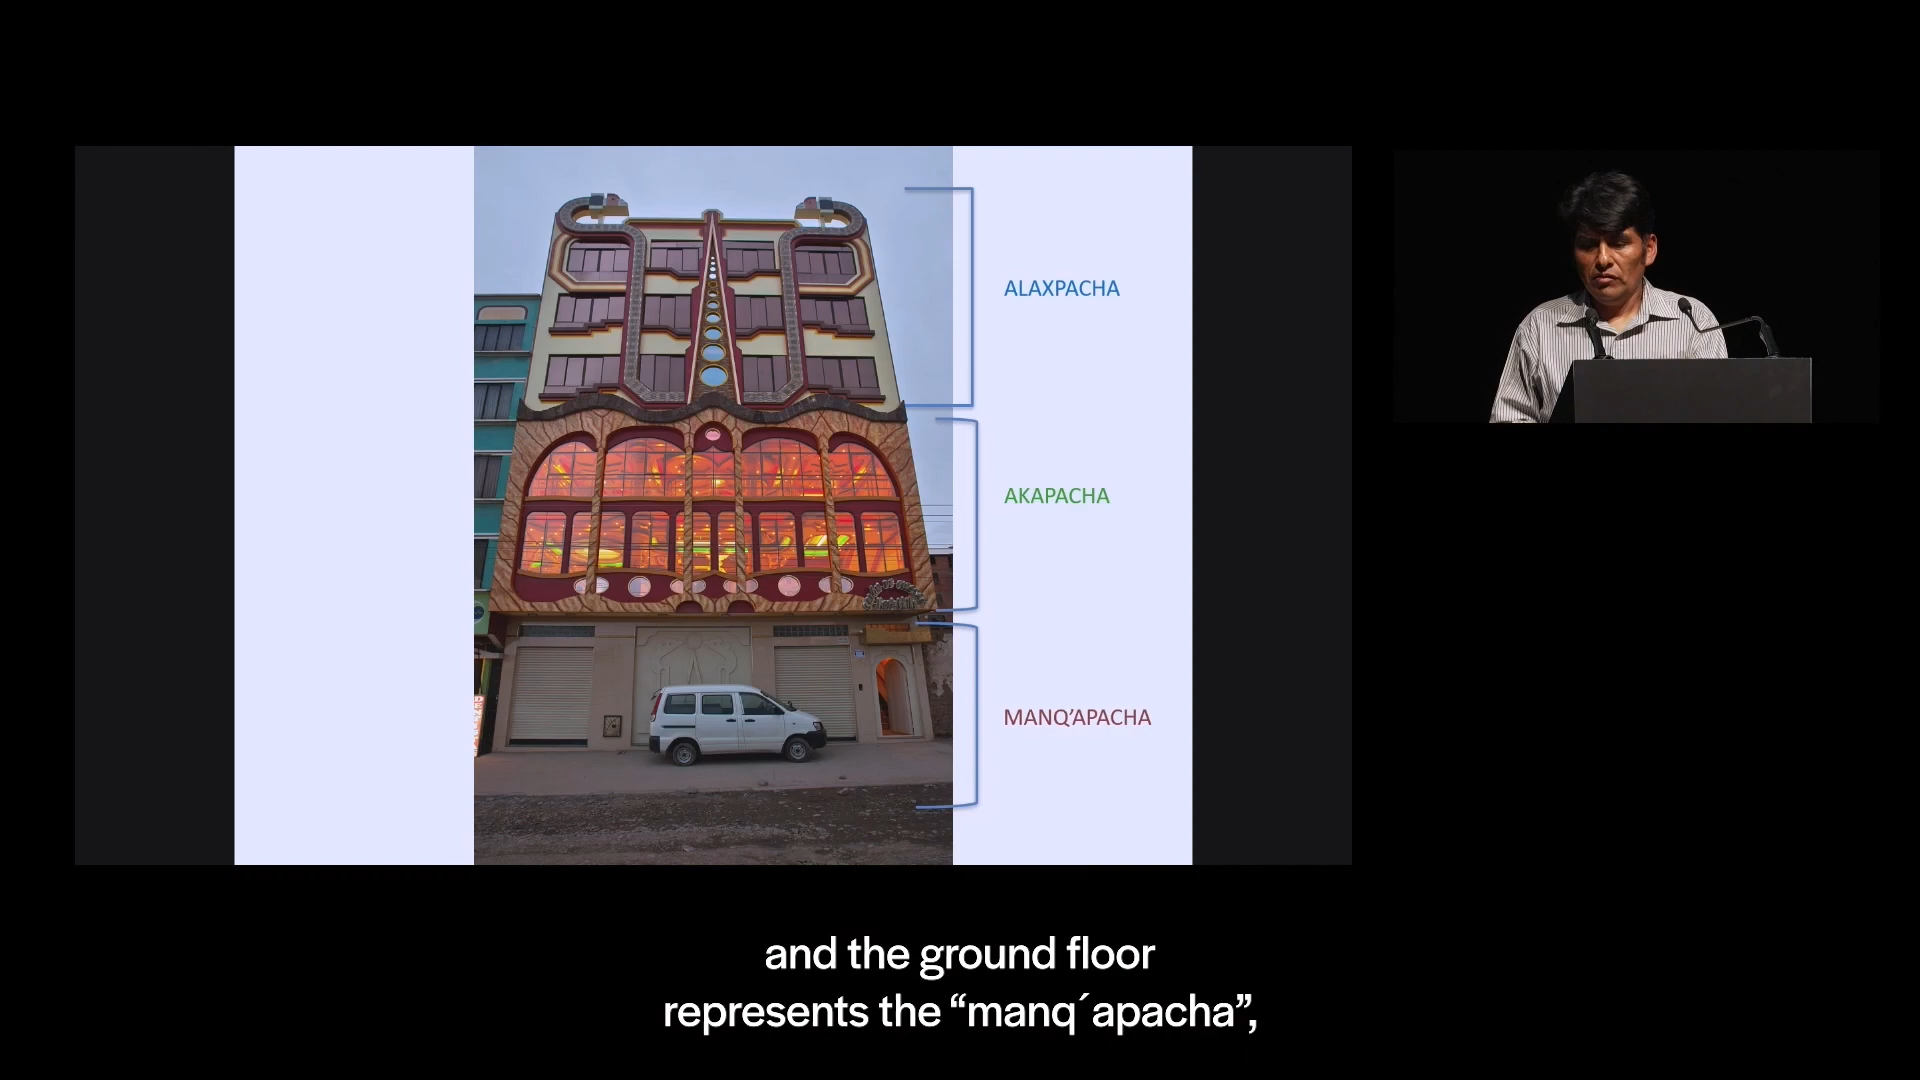 ALAXPACHA
AKAPACHA
MANQ’APACHA
and the ground floor
represents the “manq´apacha”,